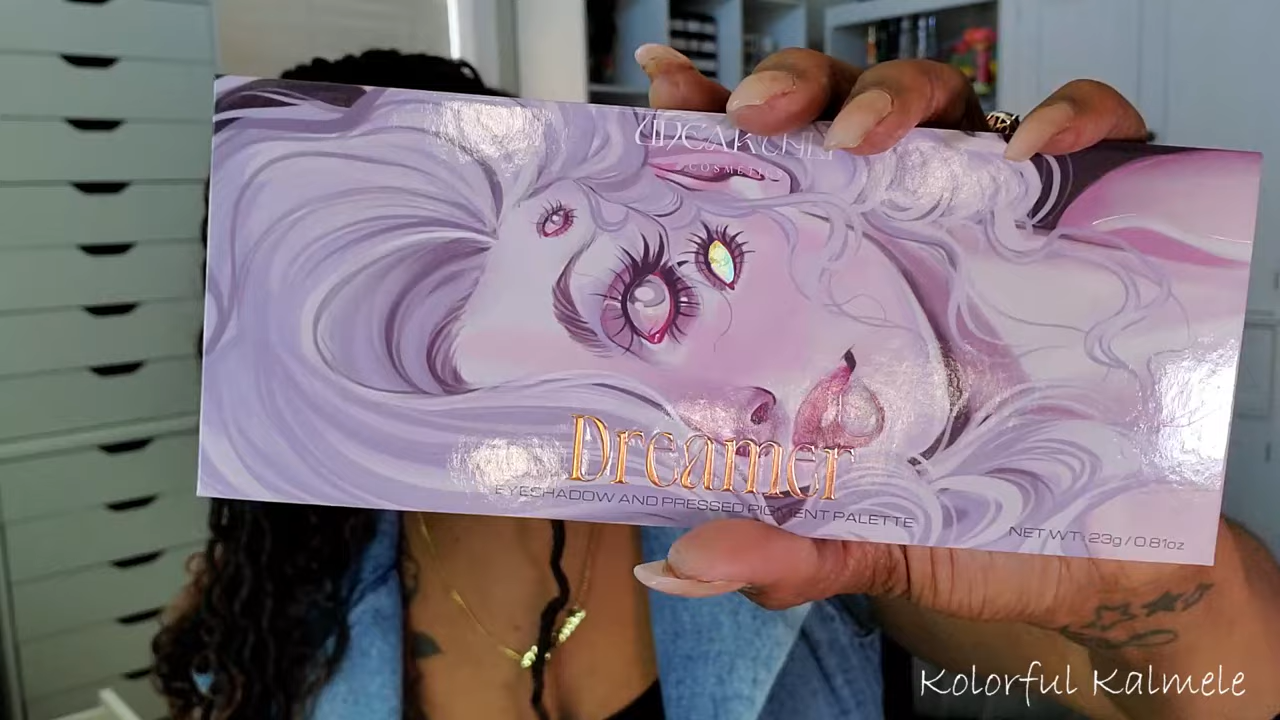 COSMETICS
Dreamer
EYESHADOW AND PRESSED PIGMENT PALETTE
NET WT: 23g / 0.81oz
Kolorful Kalmele